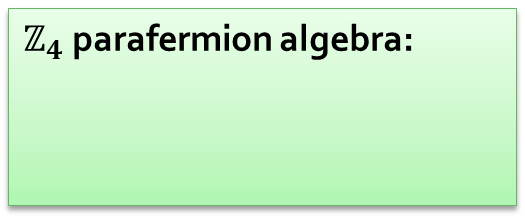 ℤ₄ parafermion algebra: